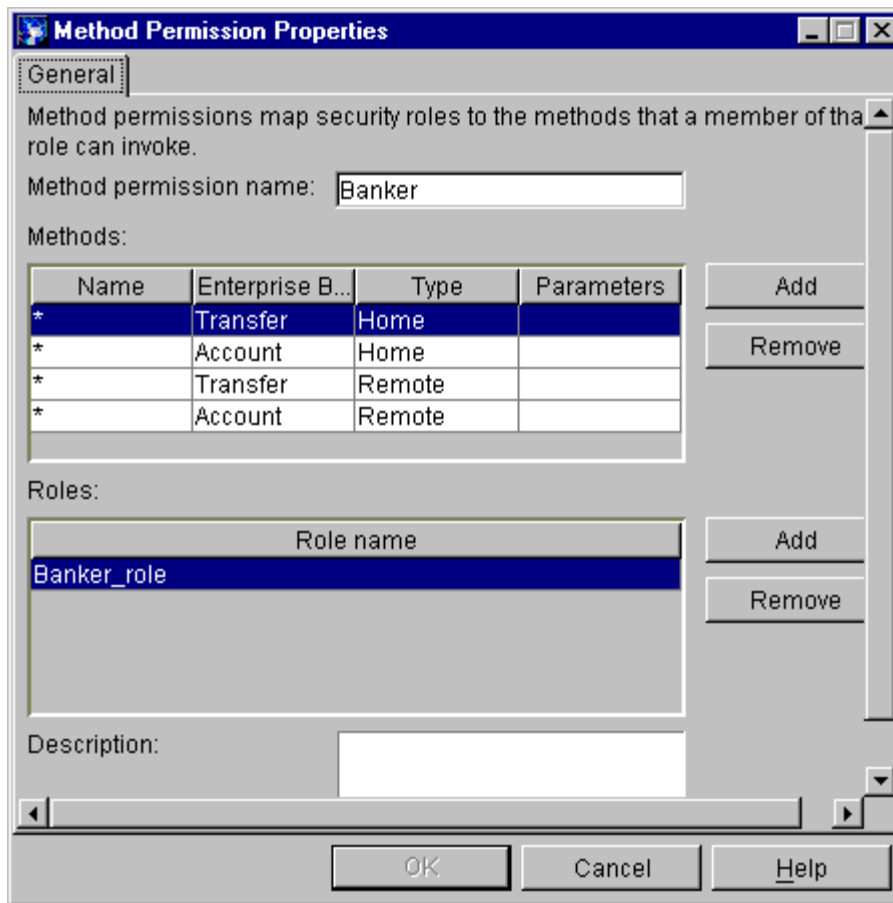 Method Permission Properties
General
Method permissions map security roles to the methods that a member of tha
role can invoke.
Method permission name: Banker
Methods:
Name Enterprise B... Type Parameters Add
* Transfer Home
* Account Home Remove
* Transfer Remote
* Account Remote
Roles:
Role name Add
Banker_role
Remove
Description:
OK Cancel Help